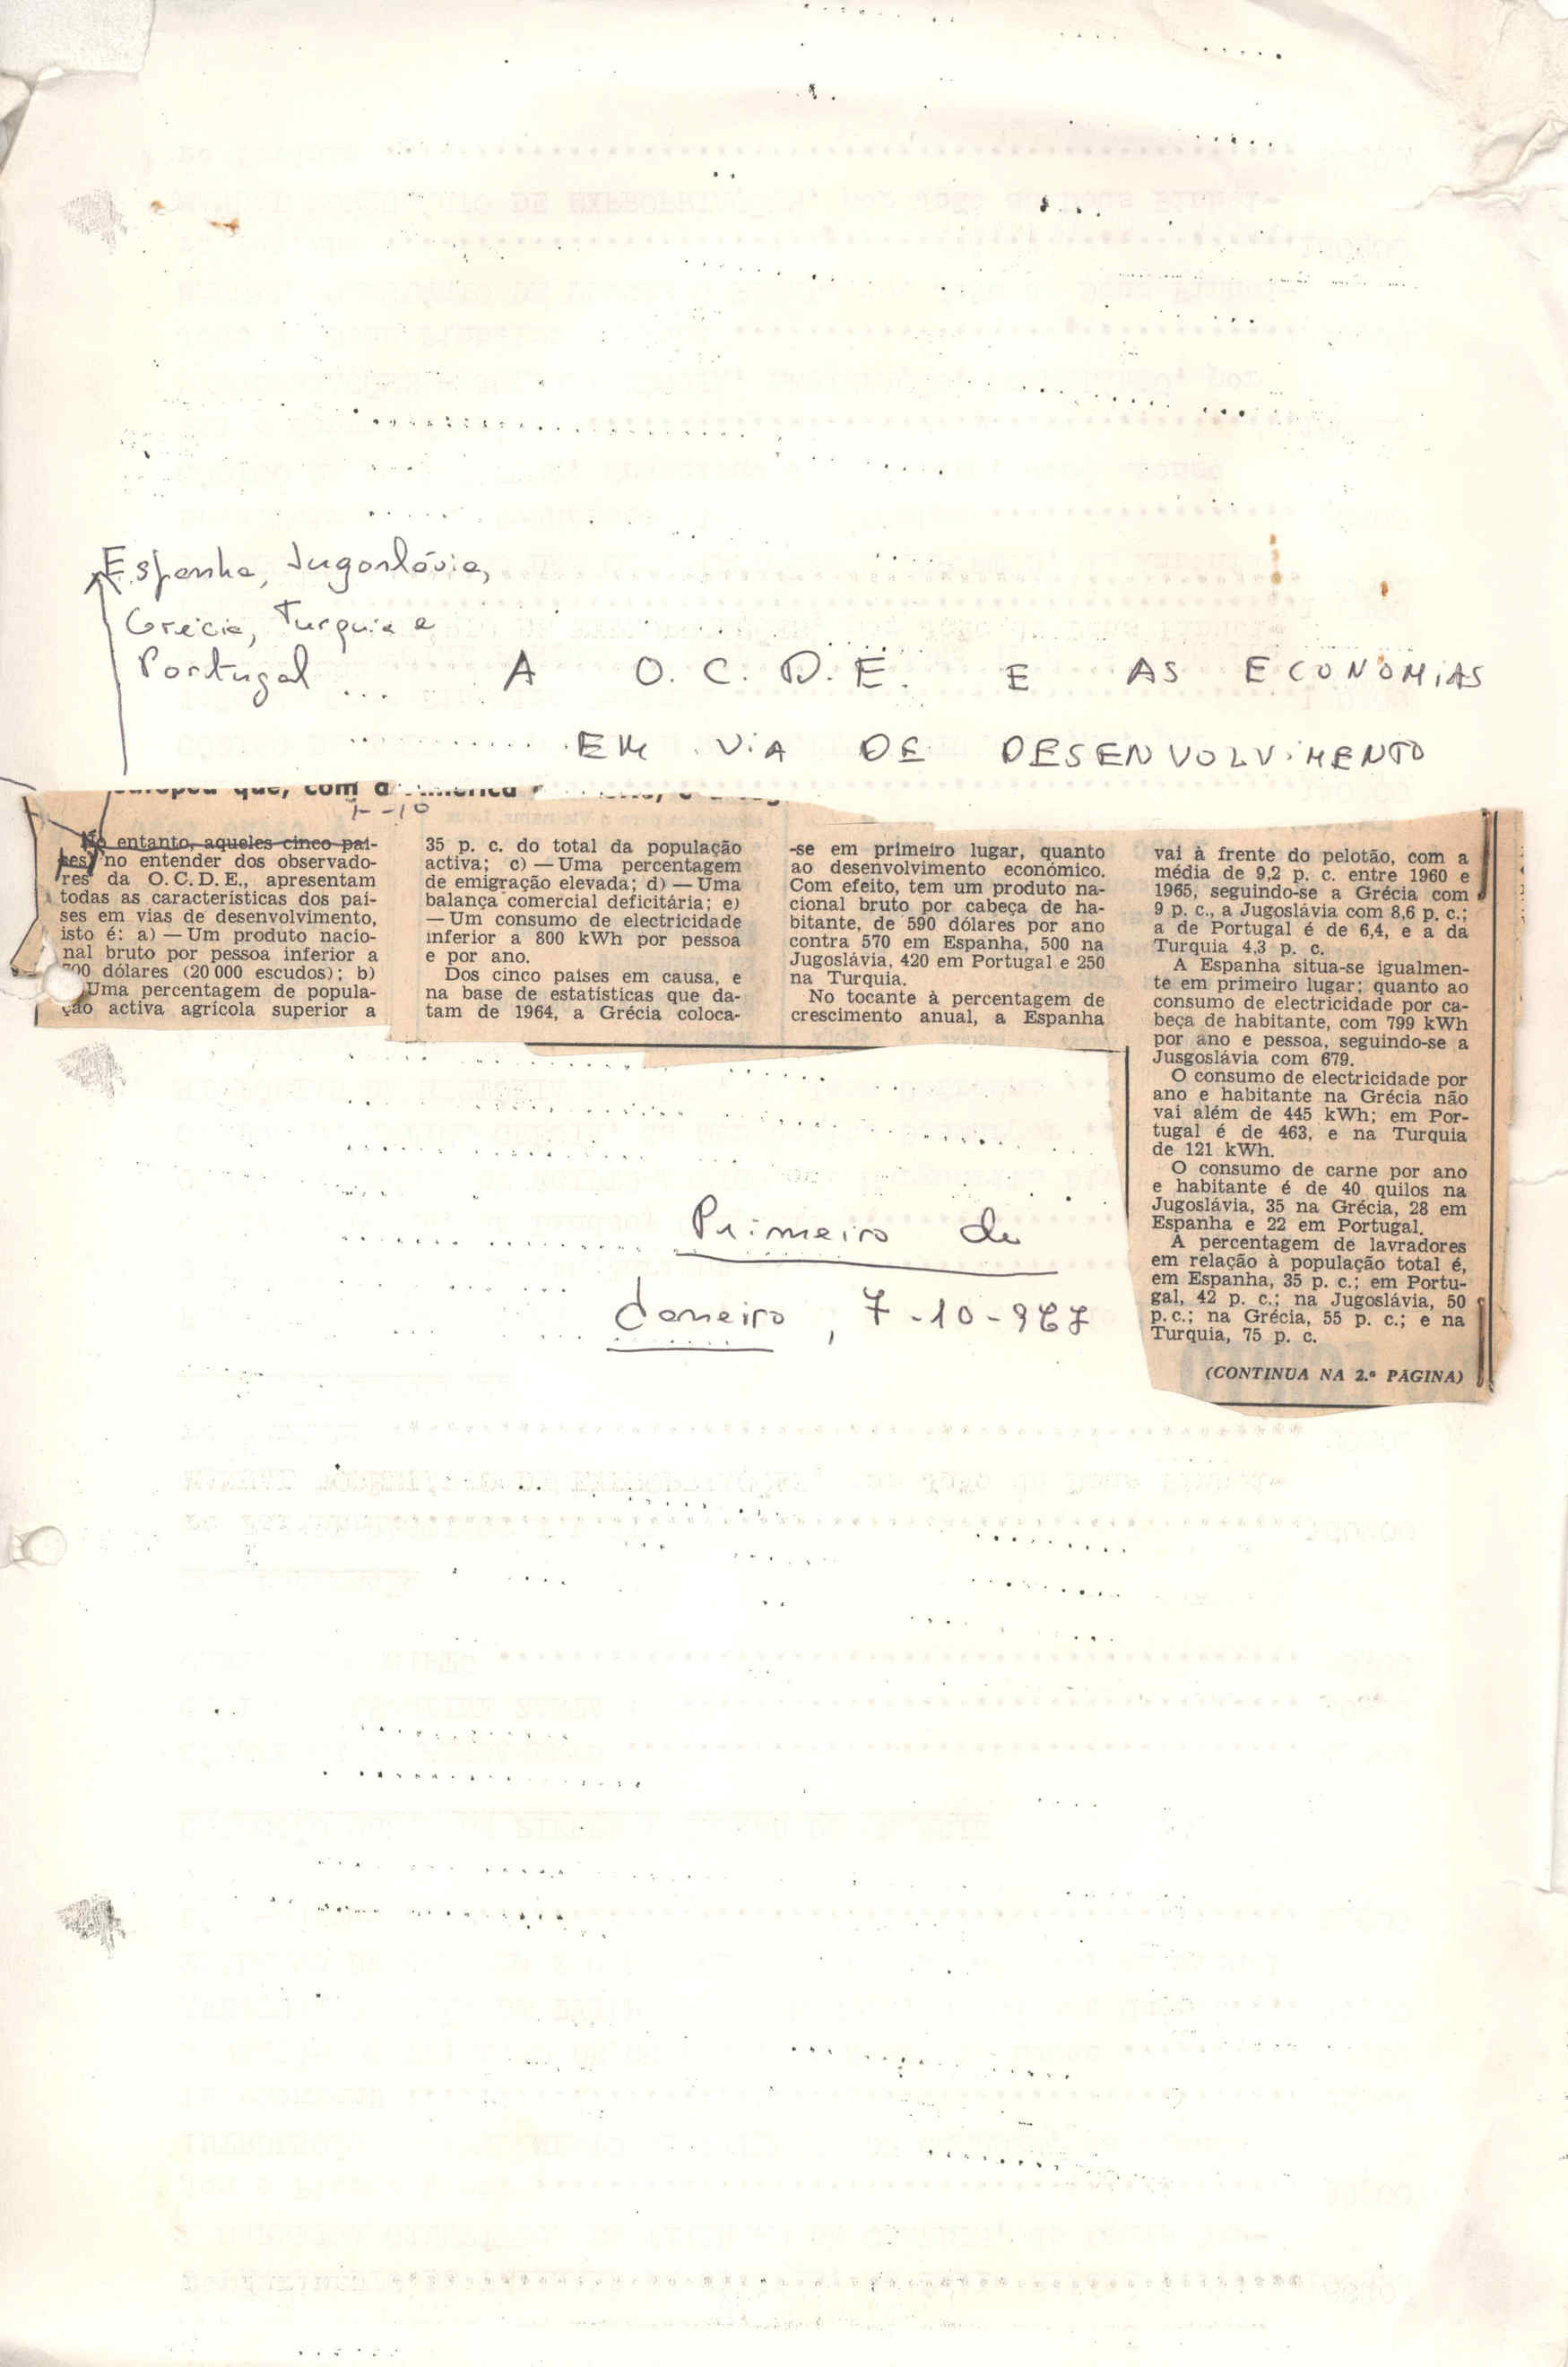 Espanha, Jugoslávia,
Grécia, Turquia e
Portugal ...
A O.C.D.E. E AS ECONOMIAS
EM VIA DE DESENVOLVIMENTO
que, com a
7-10
No entanto, aqueles cinco paí-
ses, no entender dos observado-
res da O. C. D. E., apresentam
todas as características dos paí-
ses em vias de desenvolvimento,
isto é: a) — Um produto nacio-
nal bruto por pessoa inferior a
700 dólares (20 000 escudos); b)
Uma percentagem de popula-
ção activa agrícola superior a
35 p. c. do total da população
activa; c) — Uma percentagem
de emigração elevada; d) — Uma
balança comercial deficitária; e)
— Um consumo de electricidade
inferior a 800 kWh por pessoa
e por ano.
Dos cinco países em causa, e
na base de estatísticas que da-
tam de 1964, a Grécia coloca-
-se em primeiro lugar, quanto
ao desenvolvimento económico.
Com efeito, tem um produto na-
cional bruto por cabeça de ha-
bitante, de 590 dólares por ano
contra 570 em Espanha, 500 na
Jugoslávia, 420 em Portugal e 250
na Turquia.
No tocante à percentagem de
crescimento anual, a Espanha
vai à frente do pelotão, com a
média de 9,2 p. c. entre 1960 e
1965, seguindo-se a Grécia com
9 p. c., a Jugoslávia com 8,6 p. c.;
a de Portugal é de 6,4, e a da
Turquia 4,3 p. c.
A Espanha situa-se igualmen-
te em primeiro lugar; quanto ao
consumo de electricidade por ca-
beça de habitante, com 799 kWh
por ano e pessoa, seguindo-se a
Jusgoslávia com 679.
O consumo de electricidade por
ano e habitante na Grécia não
vai além de 445 kWh; em Por-
tugal é de 463, e na Turquia
de 121 kWh.
O consumo de carne por ano
e habitante é de 40 quilos na
Jugoslávia, 35 na Grécia, 28 em
Espanha e 22 em Portugal.
A percentagem de lavradores
em relação à população total é,
em Espanha, 35 p. c.; em Portu-
gal, 42 p. c.; na Jugoslávia, 50
p. c.; na Grécia, 55 p. c.; e na
Turquia, 75 p. c.
(CONTINUA NA 2.ª PÁGINA)
Primeiro de
Janeiro, 7-10-967